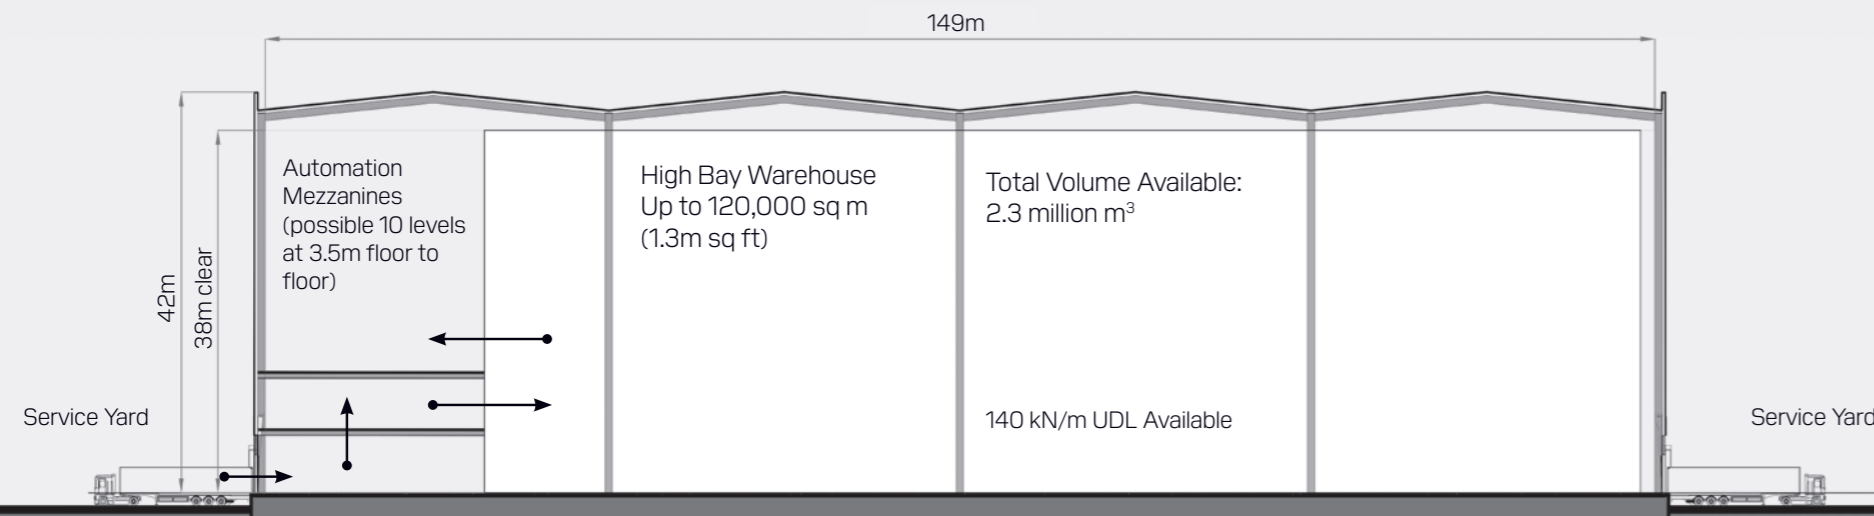 149m
Automation
Mezzanines
(possible 10 levels
at 3.5m floor to
floor)
High Bay Warehouse
Up to 120,000 sq m
(1.3m sq ft)
Total Volume Available:
2.3 million m³
42m
38m clear
Service Yard
140 kN/m UDL Available
Service Yard